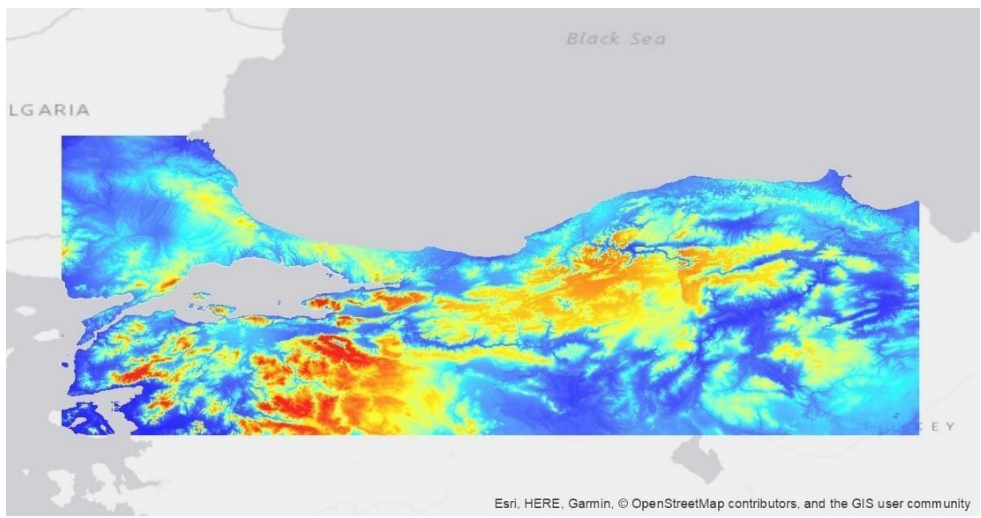 Black Sea
LGARIA
KEY
Esri, HERE, Garmin, © OpenStreetMap contributors, and the GIS user community